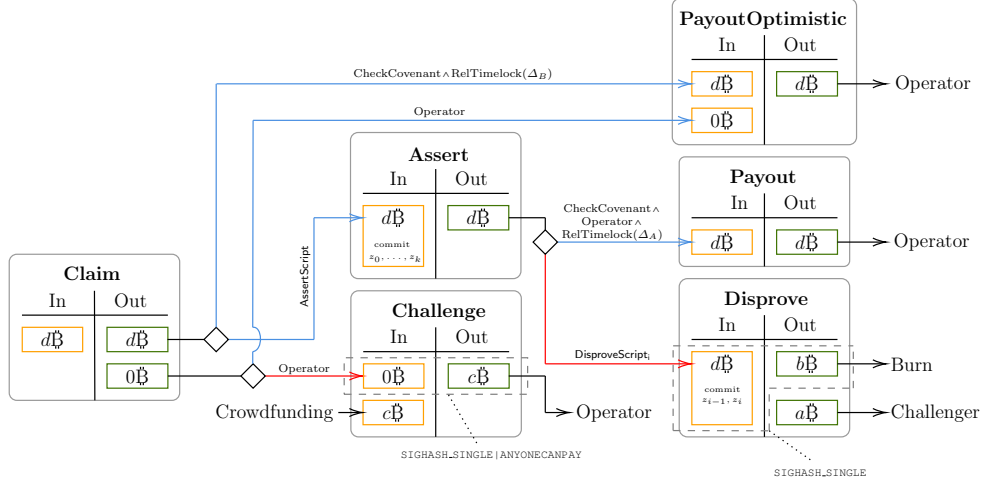 PayoutOptimistic
In Out
CheckCovenant∧RelTimelock(Δ_B)
d₿ d₿ Operator
Operator
0₿
Assert
In Out
d₿ d₿
commit
z_0, . . . , z_k
AssertScript
CheckCovenant∧
Operator∧
RelTimelock(Δ_A)
Payout
In Out
d₿ d₿ Operator
Claim
In Out
d₿ d₿
0₿
Challenge
In Out
Operator
0₿ c₿
Crowdfunding c₿ Operator
SIGHASH_SINGLE|ANYONECANPAY
Disprove
In Out
DisproveScript_i
d₿ b₿ Burn
commit
z_{i−1}, z_i
a₿ Challenger
SIGHASH_SINGLE